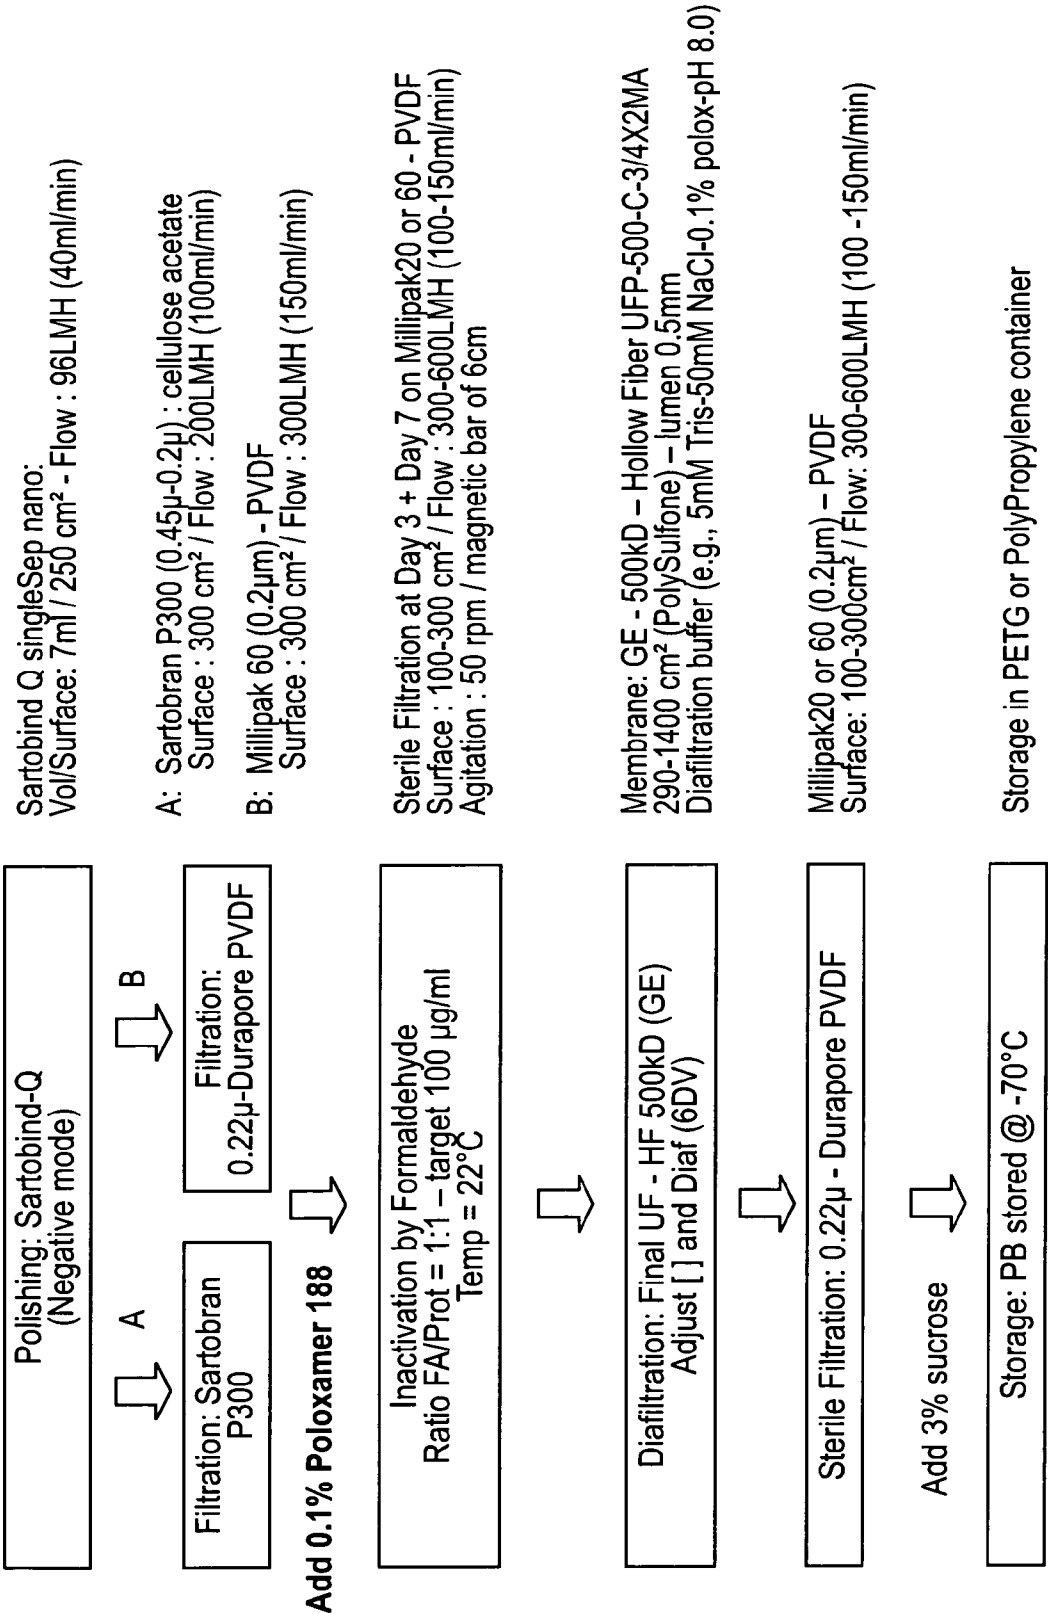 Polishing: Sartobind-Q
(Negative mode)
Sartobind Q singleSep nano:
Vol/Surface: 7ml / 250 cm² - Flow : 96LMH (40ml/min)
A
B
Filtration: Sartobran
P300
Filtration:
0.22µ-Durapore PVDF
A: Sartobran P300 (0.45µ-0.2µ) : cellulose acetate
Surface : 300 cm² / Flow : 200LMH (100ml/min)
B: Millipak 60 (0.2µm) - PVDF
Surface : 300 cm² / Flow : 300LMH (150ml/min)
Add 0.1% Poloxamer 188
Inactivation by Formaldehyde
Ratio FA/Prot = 1:1 – target 100 µg/ml
Temp = 22°C
Sterile Filtration at Day 3 + Day 7 on Millipak20 or 60 - PVDF
Surface : 100-300 cm² / Flow : 300-600LMH (100-150ml/min)
Agitation : 50 rpm / magnetic bar of 6cm
Diafiltration: Final UF - HF 500kD (GE)
Adjust [ ] and Diaf (6DV)
Membrane: GE - 500kD – Hollow Fiber UFP-500-C-3/4X2MA
290-1400 cm² (PolySulfone) – lumen 0.5mm
Diafiltration buffer (e.g., 5mM Tris-50mM NaCl-0.1% polox-pH 8.0)
Sterile Filtration: 0.22µ - Durapore PVDF
Millipak20 or 60 (0.2µm) – PVDF
Surface: 100-300cm² / Flow: 300-600LMH (100 -150ml/min)
Add 3% sucrose
Storage: PB stored @ -70°C
Storage in PETG or PolyPropylene container